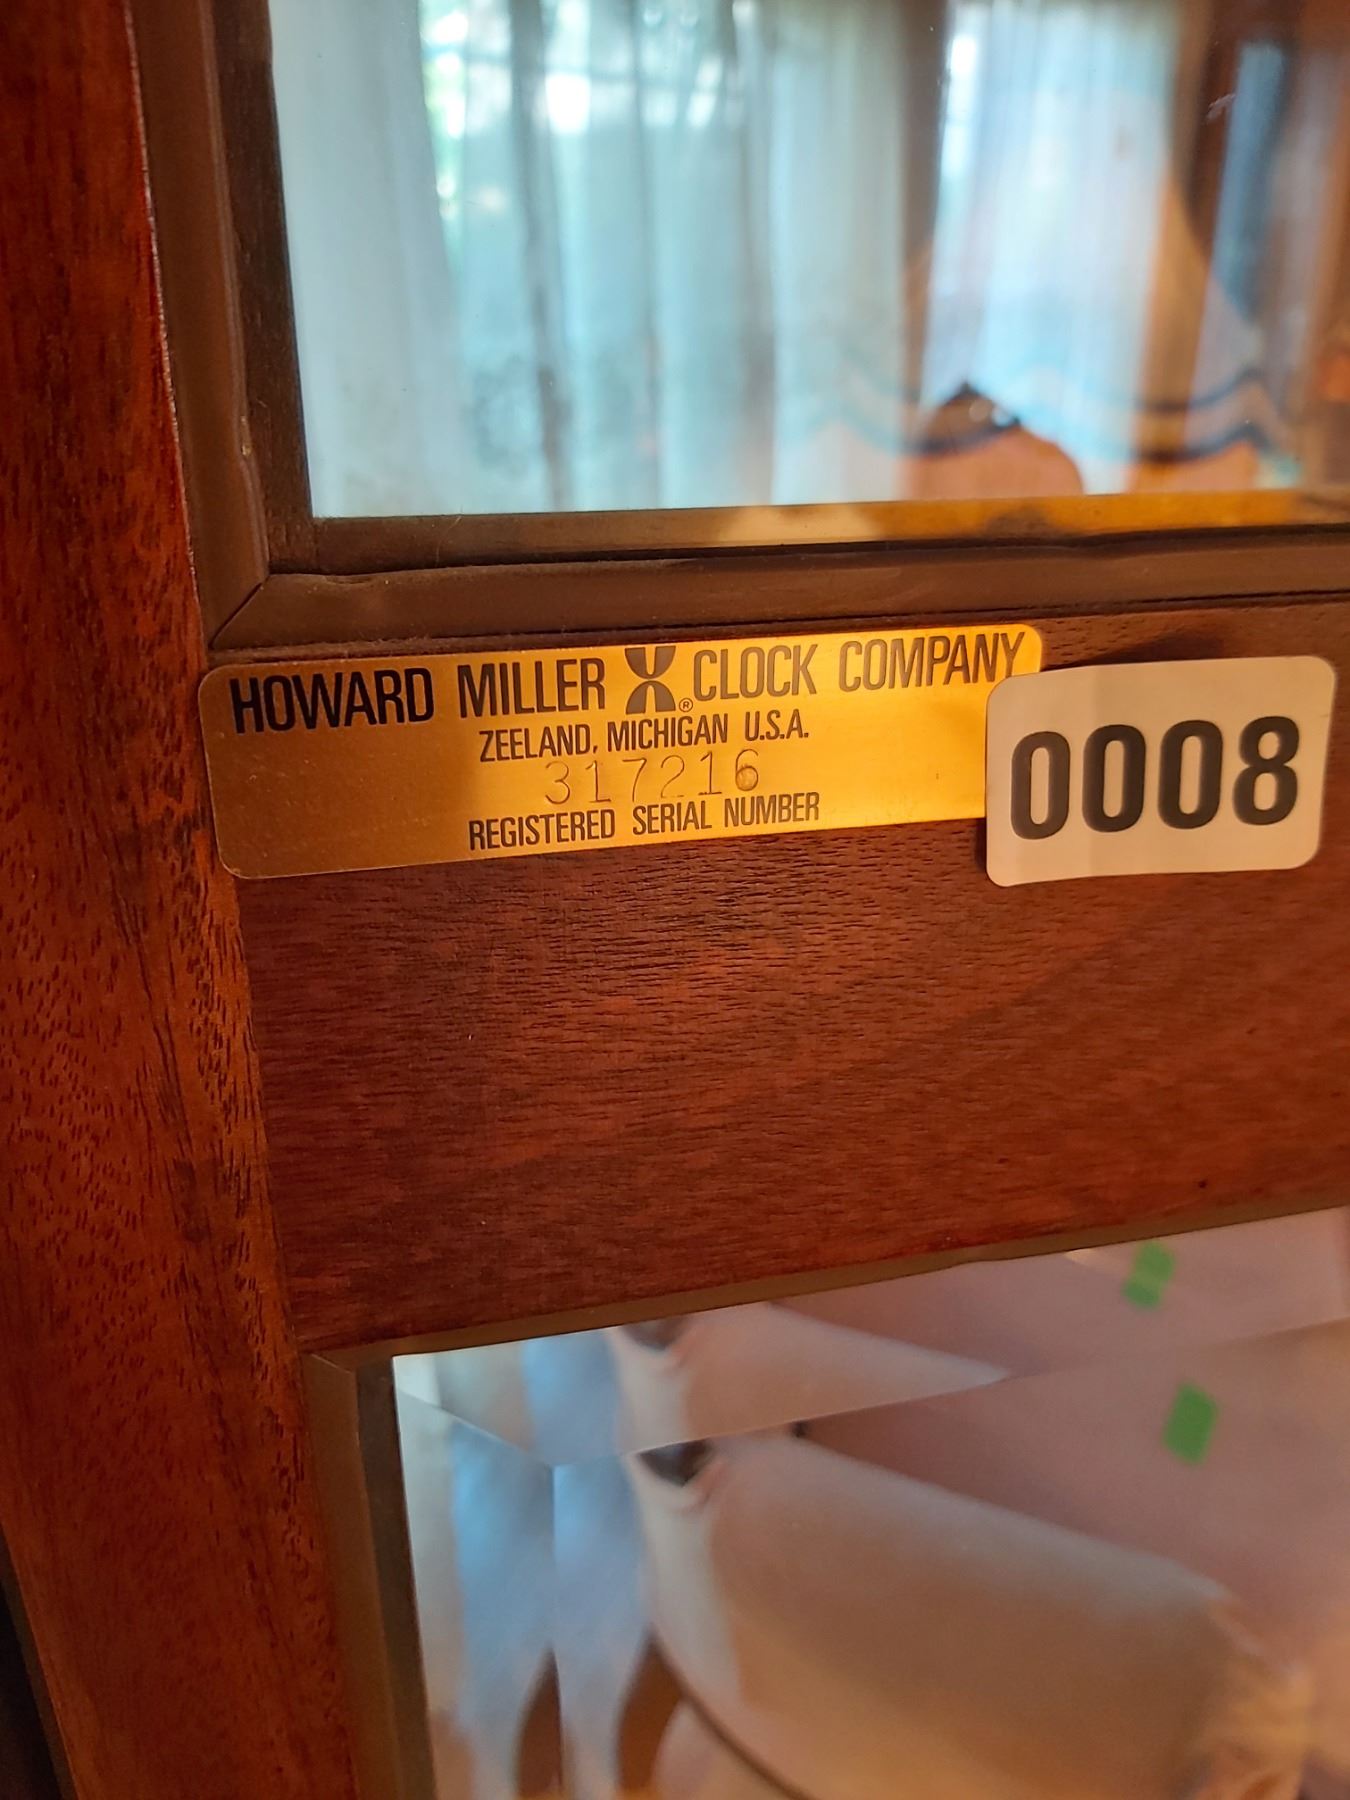 HOWARD MILLER ® CLOCK COMPANY
ZEELAND, MICHIGAN U.S.A.
317216
REGISTERED SERIAL NUMBER
0008